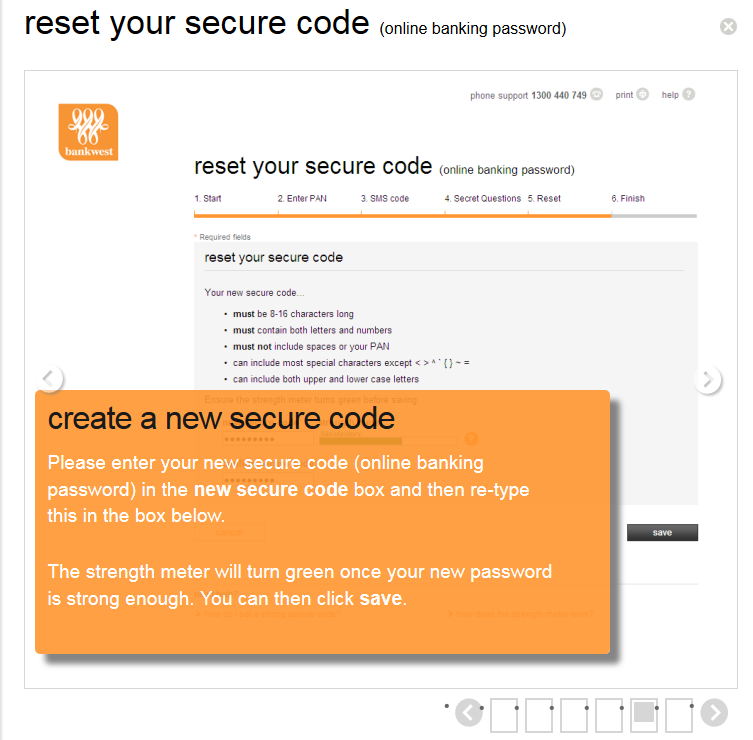 reset your secure code (online banking password)
phone support 1300 440 749 print help ?
bankwest
reset your secure code (online banking password)
1. Start 2. Enter PAN 3. SMS code 4. Secret Questions 5. Reset 6. Finish
* Required fields
reset your secure code
Your new secure code...
• must be 8-16 characters long
• must contain both letters and numbers
• must not include spaces or your PAN
• can include most special characters except < > ^ ` { } ~ =
• can include both upper and lower case letters
Ensure the strength meter turns green before saving
create a new secure code
Please enter your new secure code (online banking
password) in the new secure code box and then re-type
this in the box below.
save
The strength meter will turn green once your new password
is strong enough. You can then click save.